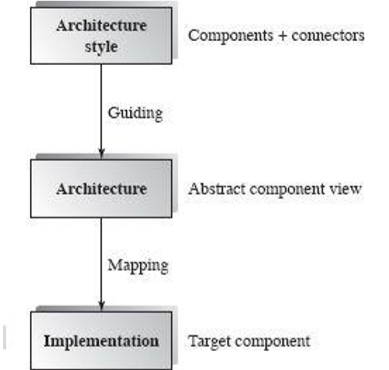 Architecture
style
Components + connectors
Guiding
Architecture
Abstract component view
Mapping
Implementation
Target component